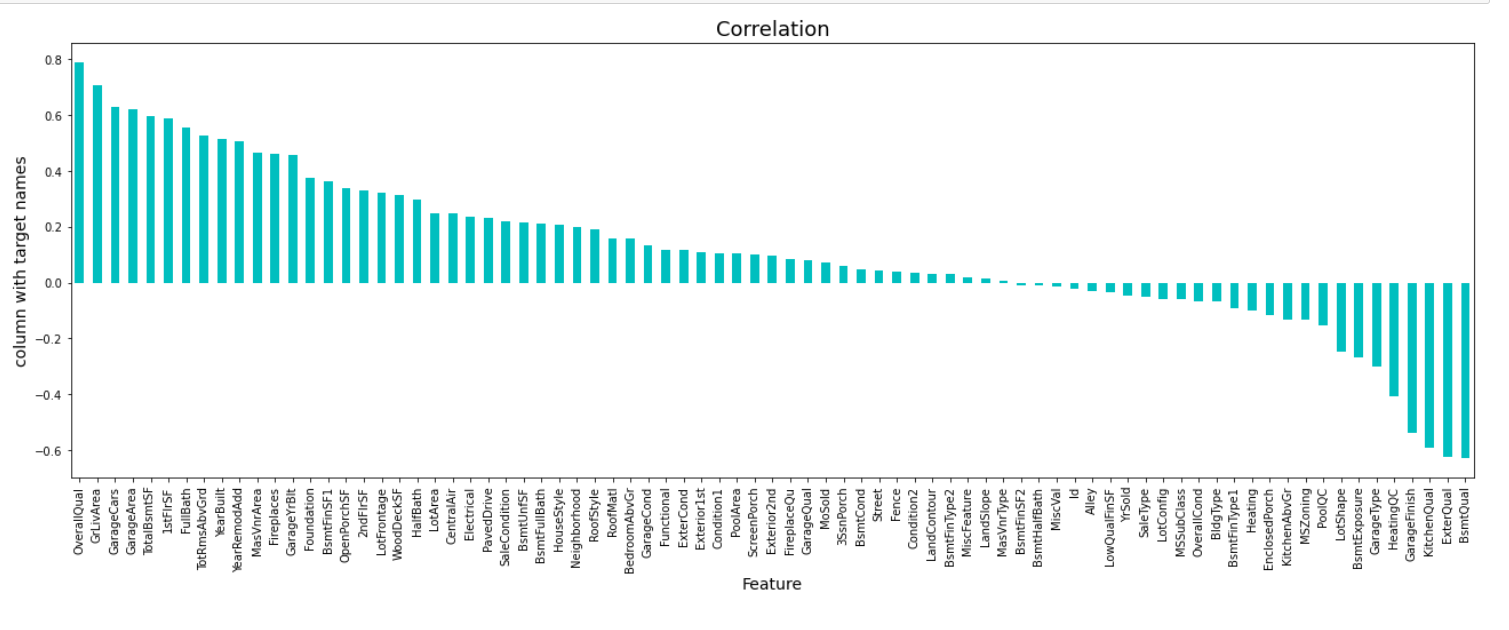 Correlation
column with target names
0.8
0.6
0.4
0.2
0.0
−0.2
−0.4
−0.6
OverallQual
GrLivArea
GarageCars
GarageArea
TotalBsmtSF
1stFlrSF
FullBath
TotRmsAbvGrd
YearBuilt
YearRemodAdd
MasVnrArea
Fireplaces
GarageYrBlt
Foundation
BsmtFinSF1
OpenPorchSF
2ndFlrSF
LotFrontage
WoodDeckSF
HalfBath
LotArea
CentralAir
Electrical
PavedDrive
SaleCondition
BsmtUnfSF
BsmtFullBath
HouseStyle
Neighborhood
RoofStyle
RoofMatl
BedroomAbvGr
GarageCond
Functional
ExterCond
Exterior1st
Condition1
PoolArea
ScreenPorch
Exterior2nd
FireplaceQu
GarageQual
MoSold
3SsnPorch
BsmtCond
Street
Fence
Condition2
LandContour
BsmtFinType2
MiscFeature
LandSlope
MasVnrType
BsmtFinSF2
BsmtHalfBath
MiscVal
Id
Alley
LowQualFinSF
YrSold
SaleType
LotConfig
MSSubClass
OverallCond
BldgType
BsmtFinType1
Heating
EnclosedPorch
KitchenAbvGr
MSZoning
PoolQC
LotShape
BsmtExposure
GarageType
HeatingQC
GarageFinish
KitchenQual
ExterQual
BsmtQual
Feature